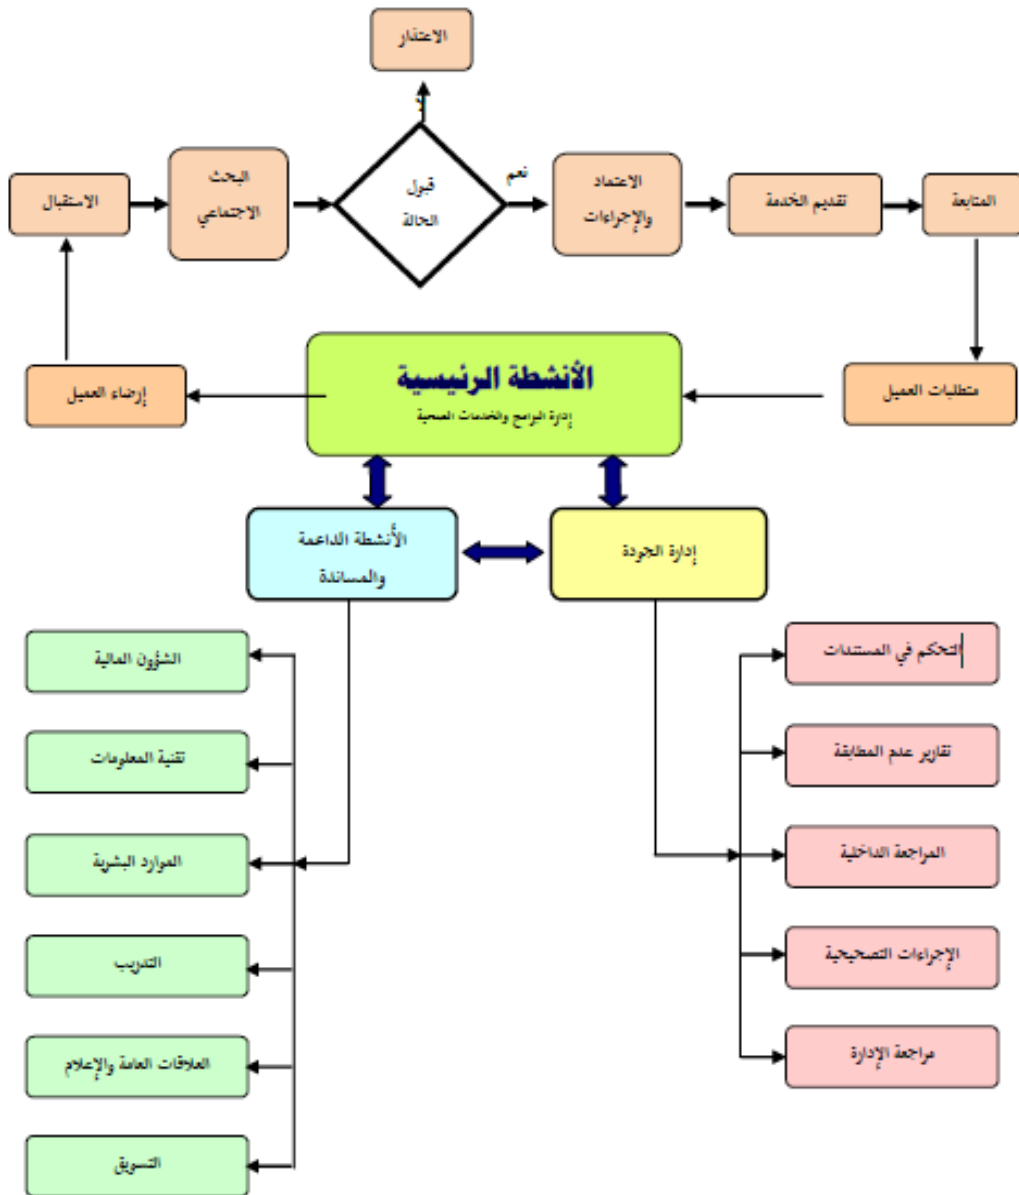 الاعتذار
لا
الاستقبال
البحث
الاجتماعي
قبول
الحالة
نعم
الاعتماد
والإجراءات
تقديم الخدمة
المتابعة
متطلبات العميل
الأنشطة الرئيسية
إدارة البرامج والخدمات الصحية
إرضاء العميل
الأنشطة الداعمة
والمساندة
إدارة الجودة
الشؤون المالية
تقنية المعلومات
الموارد البشرية
التدريب
العلاقات العامة والإعلام
التسويق
التحكم في المستندات
تقارير عدم المطابقة
المراجعة الداخلية
الإجراءات التصحيحية
مراجعة الإدارة